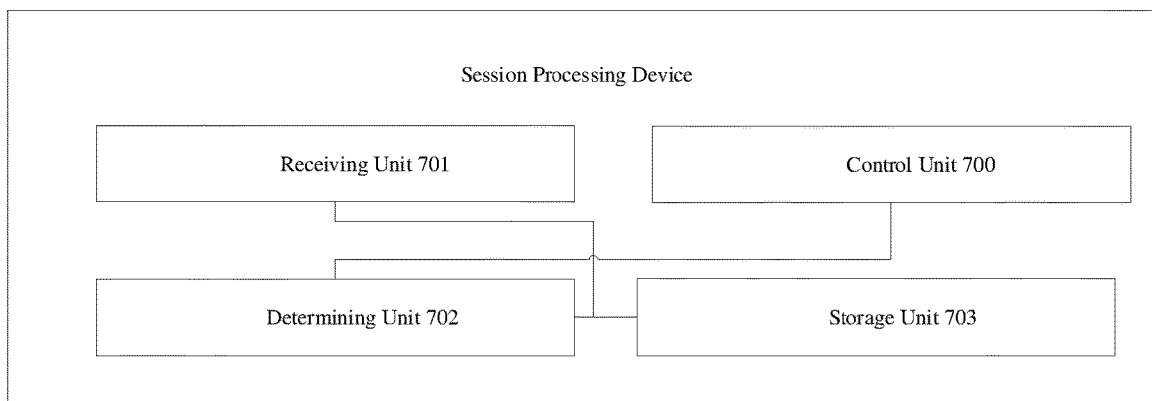 Session Processing Device
Receiving Unit 701
Control Unit 700
Determining Unit 702
Storage Unit 703